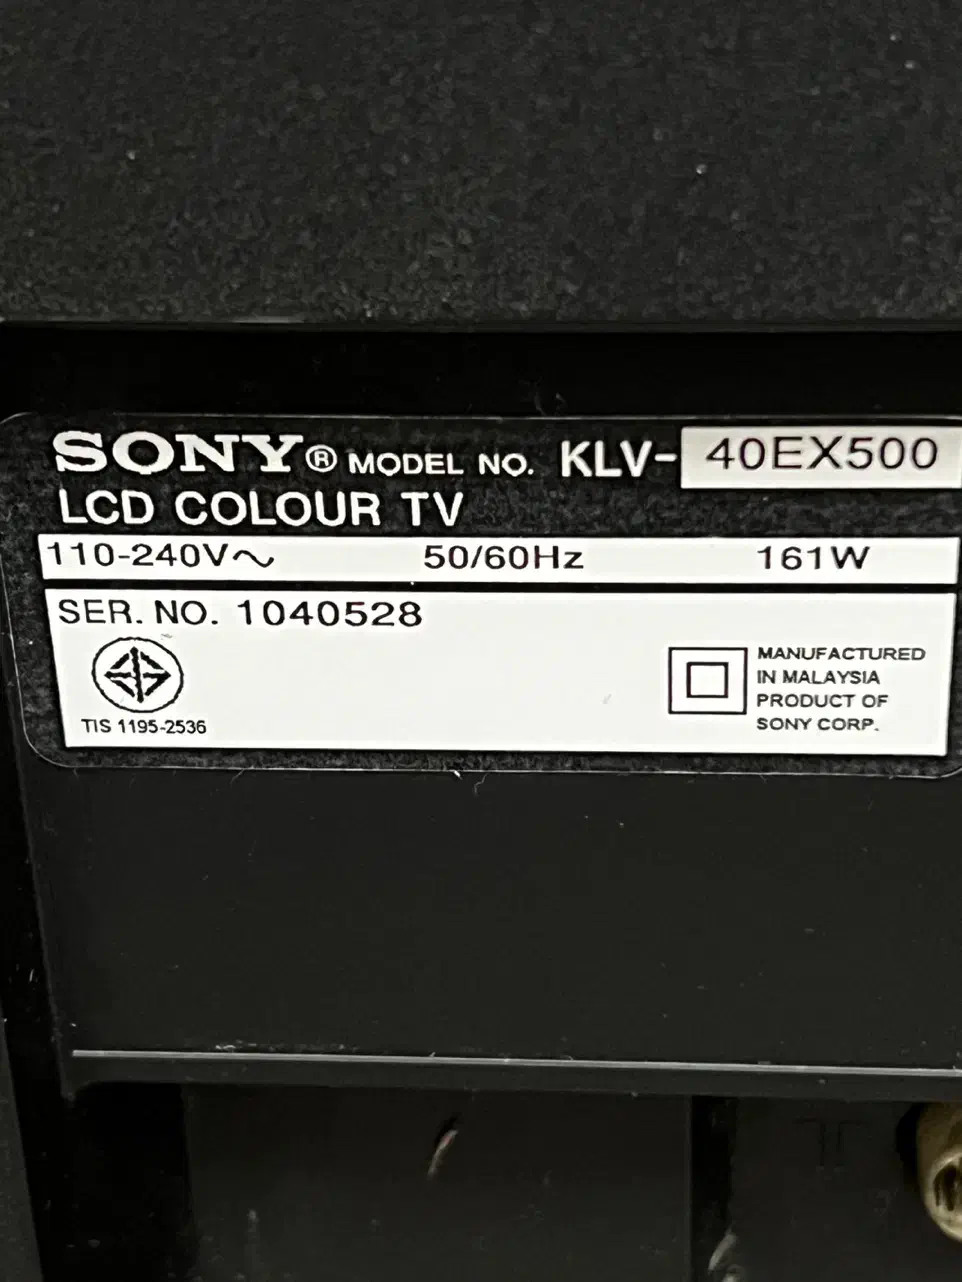 SONY® MODEL NO. KLV-40EX500
LCD COLOUR TV
110-240V~ 50/60Hz 161W
SER. NO. 1040528
TIS 1195-2536
MANUFACTURED
IN MALAYSIA
PRODUCT OF
SONY CORP.